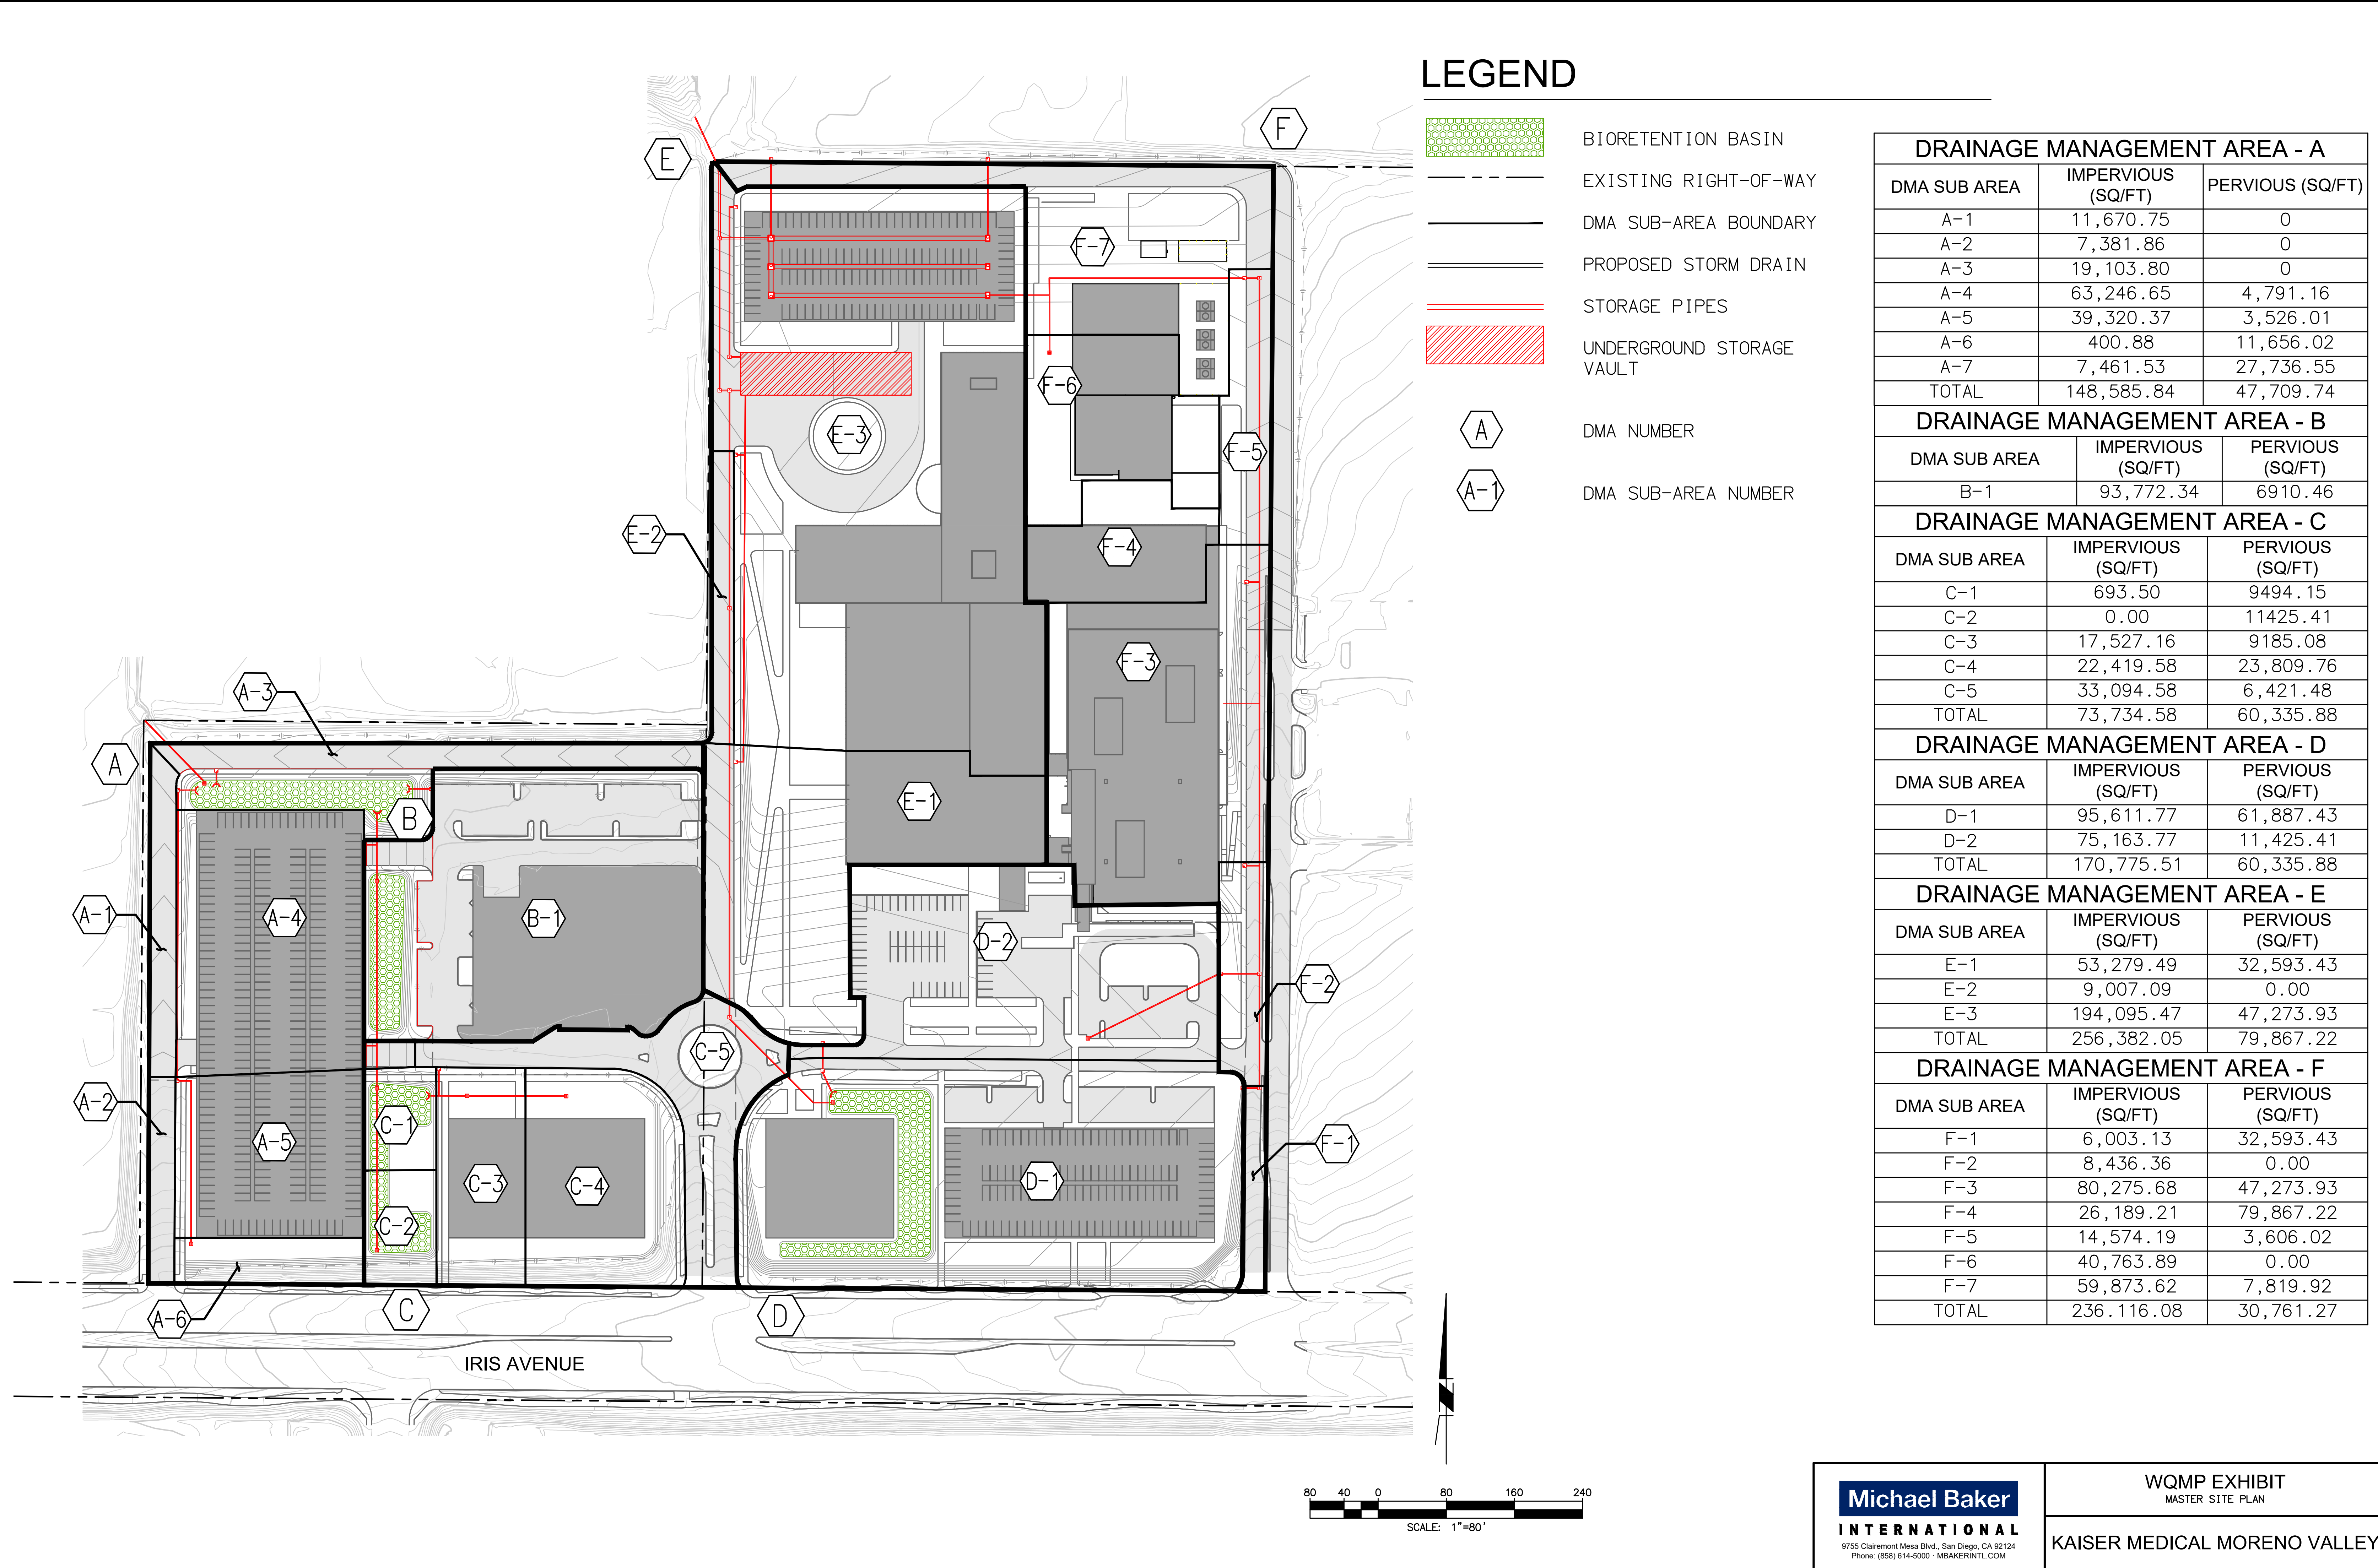 E
F
E-3
E-2
F-7
F-6
F-5
F-4
F-3
A-3
A
B
E-1
A-1
A-4
B-1
D-2
F-2
C-5
A-2
A-5
C-1
C-2
C-3
C-4
D-1
F-1
A-6
C
D
IRIS AVENUE
LEGEND
BIORETENTION BASIN
EXISTING RIGHT-OF-WAY
DMA SUB-AREA BOUNDARY
PROPOSED STORM DRAIN
STORAGE PIPES
UNDERGROUND STORAGE
VAULT
A DMA NUMBER
A-1 DMA SUB-AREA NUMBER
DRAINAGE MANAGEMENT AREA - A
DMA SUB AREA IMPERVIOUS (SQ/FT) PERVIOUS (SQ/FT)
A-1 11,670.75 0
A-2 7,381.86 0
A-3 19,103.80 0
A-4 63,246.65 4,791.16
A-5 39,320.37 3,526.01
A-6 400.88 11,656.02
A-7 7,461.53 27,736.55
TOTAL 148,585.84 47,709.74
DRAINAGE MANAGEMENT AREA - B
DMA SUB AREA IMPERVIOUS (SQ/FT) PERVIOUS (SQ/FT)
B-1 93,772.34 6910.46
DRAINAGE MANAGEMENT AREA - C
DMA SUB AREA IMPERVIOUS (SQ/FT) PERVIOUS (SQ/FT)
C-1 693.50 9494.15
C-2 0.00 11425.41
C-3 17,527.16 9185.08
C-4 22,419.58 23,809.76
C-5 33,094.58 6,421.48
TOTAL 73,734.58 60,335.88
DRAINAGE MANAGEMENT AREA - D
DMA SUB AREA IMPERVIOUS (SQ/FT) PERVIOUS (SQ/FT)
D-1 95,611.77 61,887.43
D-2 75,163.77 11,425.41
TOTAL 170,775.51 60,335.88
DRAINAGE MANAGEMENT AREA - E
DMA SUB AREA IMPERVIOUS (SQ/FT) PERVIOUS (SQ/FT)
E-1 53,279.49 32,593.43
E-2 9,007.09 0.00
E-3 194,095.47 47,273.93
TOTAL 256,382.05 79,867.22
DRAINAGE MANAGEMENT AREA - F
DMA SUB AREA IMPERVIOUS (SQ/FT) PERVIOUS (SQ/FT)
F-1 6,003.13 32,593.43
F-2 8,436.36 0.00
F-3 80,275.68 47,273.93
F-4 26,189.21 79,867.22
F-5 14,574.19 3,606.02
F-6 40,763.89 0.00
F-7 59,873.62 7,819.92
TOTAL 236.116.08 30,761.27
80 40 0 80 160 240
SCALE: 1"=80'
Michael Baker
INTERNATIONAL
9755 Clairemont Mesa Blvd., San Diego, CA 92124
Phone: (858) 614-5000 · MBAKERINTL.COM
WQMP EXHIBIT
MASTER SITE PLAN
KAISER MEDICAL MORENO VALLEY